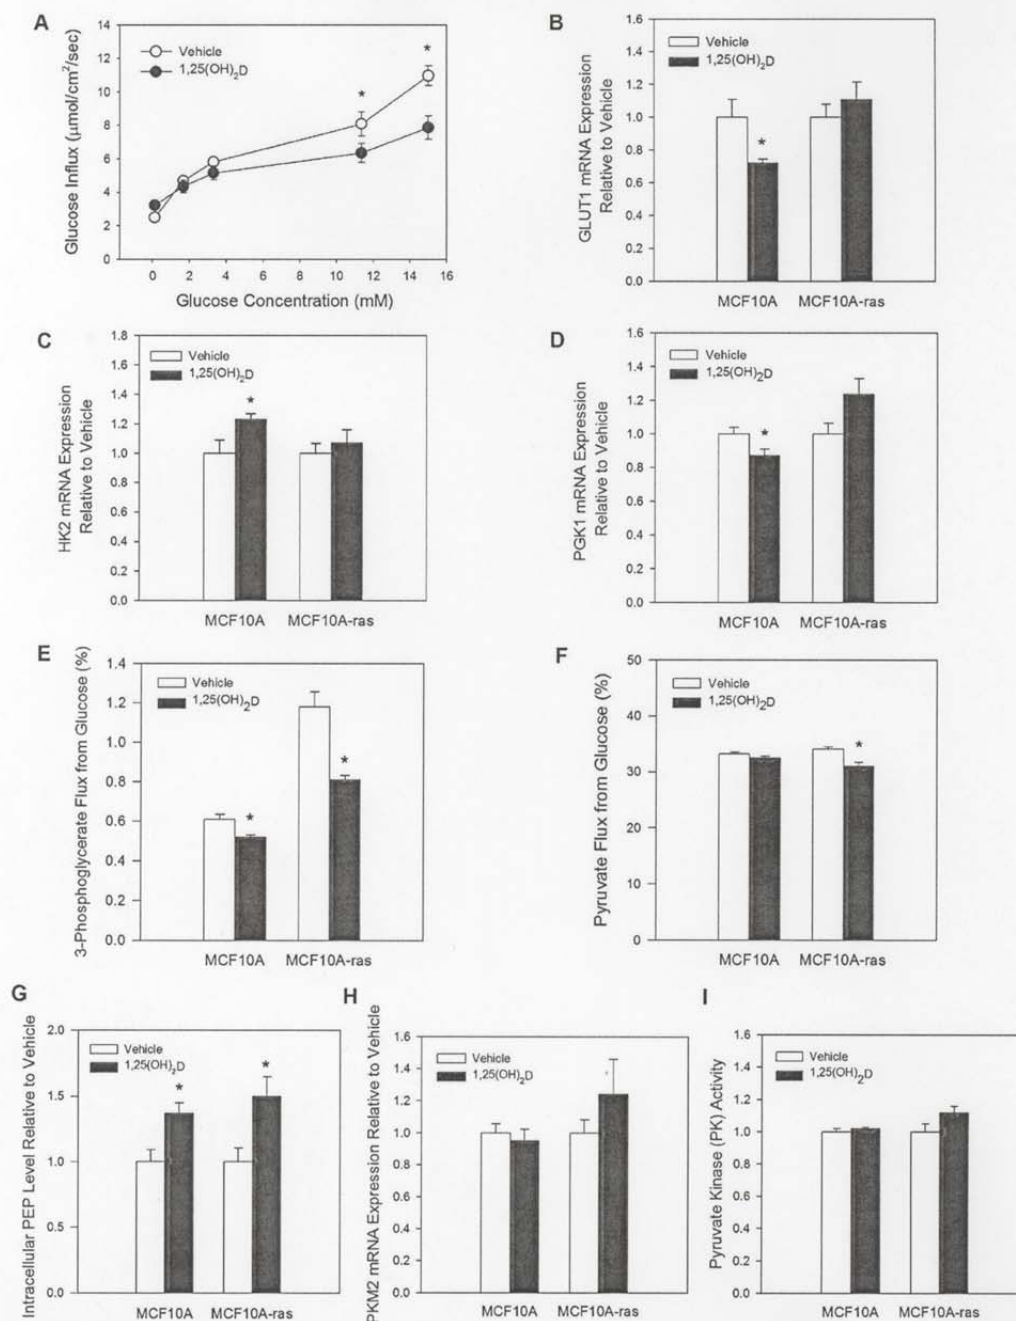 A
14
12
10
8
6
4
2
0
Glucose Influx (µmol/cm²/sec)
Vehicle
1,25(OH)₂D
*
*
0 2 4 6 8 10 12 14 16
Glucose Concentration (mM)
B
1.6
1.4
1.2
1.0
0.8
0.6
0.4
0.2
0.0
GLUT1 mRNA Expression
Relative to Vehicle
Vehicle
1,25(OH)₂D
*
MCF10A MCF10A-ras
C
1.8
1.6
1.4
1.2
1.0
0.8
0.6
0.4
0.2
0.0
HK2 mRNA Expression
Relative to Vehicle
Vehicle
1,25(OH)₂D
*
MCF10A MCF10A-ras
D
1.6
1.4
1.2
1.0
0.8
0.6
0.4
0.2
0.0
PGK1 mRNA Expression
Relative to Vehicle
Vehicle
1,25(OH)₂D
*
MCF10A MCF10A-ras
E
1.4
1.2
1.0
0.8
0.6
0.4
0.2
0.0
3-Phosphoglycerate Flux from Glucose (%)
Vehicle
1,25(OH)₂D
*
*
MCF10A MCF10A-ras
F
50
40
30
20
10
0
Pyruvate Flux from Glucose (%)
Vehicle
1,25(OH)₂D
*
MCF10A MCF10A-ras
G
2.0
1.5
1.0
0.5
0.0
Intracellular PEP Level Relative to Vehicle
Vehicle
1,25(OH)₂D
*
*
MCF10A MCF10A-ras
H
1.6
1.4
1.2
1.0
0.8
0.6
0.4
0.2
0.0
PKM2 mRNA Expression Relative to Vehicle
Vehicle
1,25(OH)₂D
MCF10A MCF10A-ras
I
1.6
1.4
1.2
1.0
0.8
0.6
0.4
0.2
0.0
Pyruvate Kinase (PK) Activity
Vehicle
1,25(OH)₂D
MCF10A MCF10A-ras